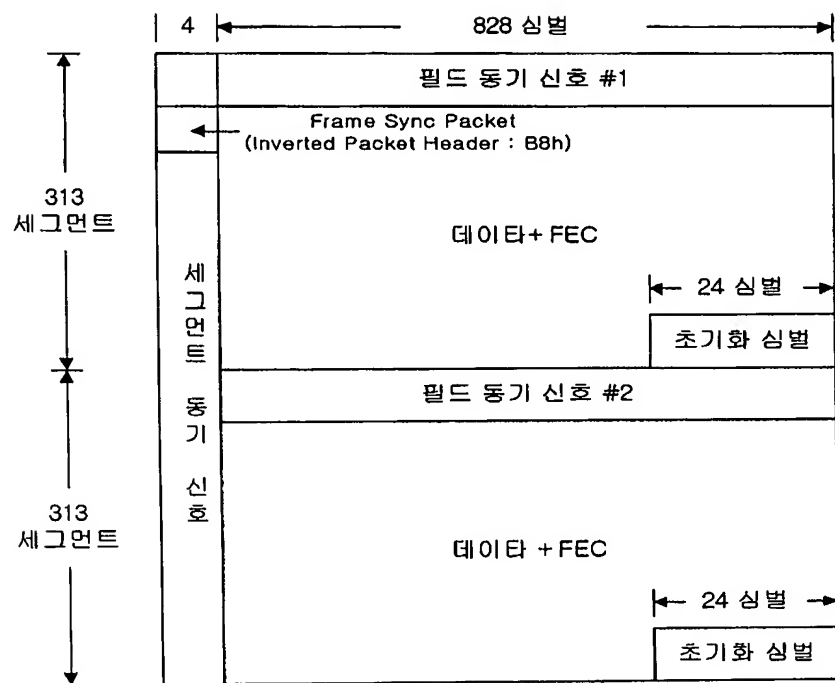 4
828 심벌
필드 동기 신호 #1
Frame Sync Packet
(Inverted Packet Header : B8h)
313
세그먼트
데이타+ FEC
24 심벌
초기화 심벌
세그먼트 동기 신호
필드 동기 신호 #2
313
세그먼트
데이타 + FEC
24 심벌
초기화 심벌